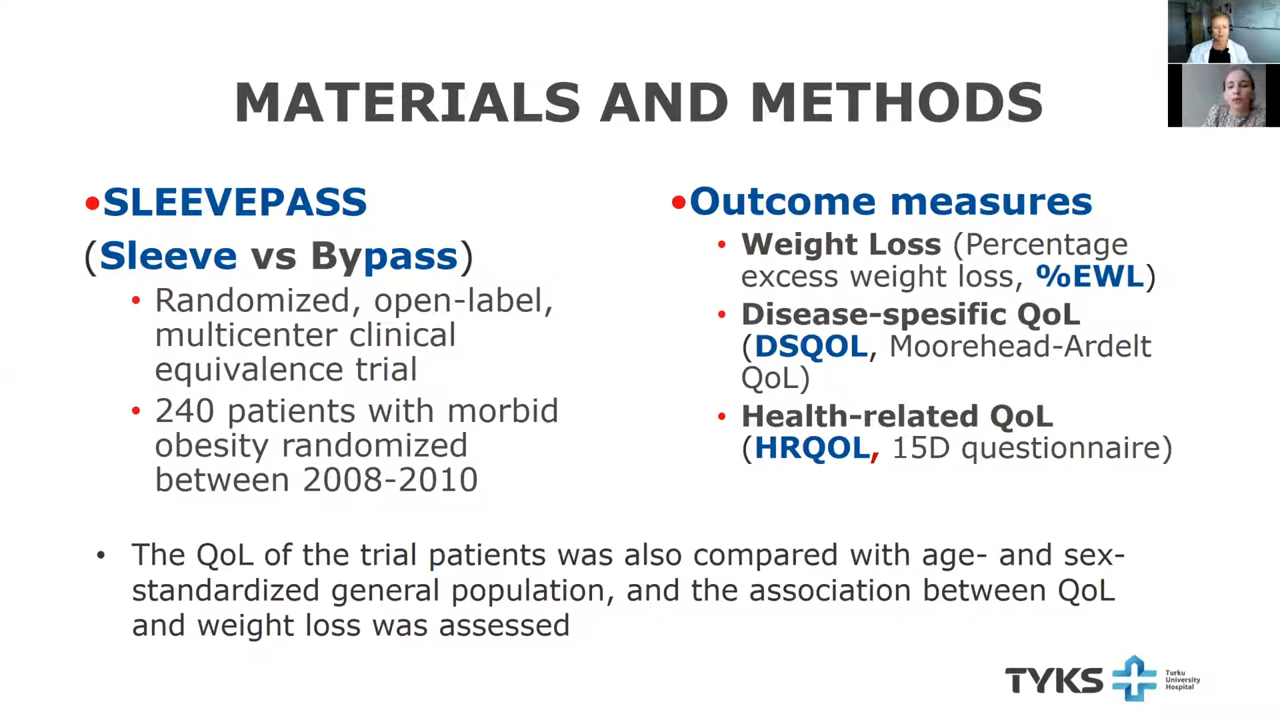 MATERIALS AND METHODS
•SLEEVEPASS
(Sleeve vs Bypass)
• Randomized, open-label,
multicenter clinical
equivalence trial
• 240 patients with morbid
obesity randomized
between 2008-2010
•Outcome measures
• Weight Loss (Percentage
excess weight loss, %EWL)
• Disease-spesific QoL
(DSQOL, Moorehead-Ardelt
QoL)
• Health-related QoL
(HRQOL, 15D questionnaire)
• The QoL of the trial patients was also compared with age- and sex-
standardized general population, and the association between QoL
and weight loss was assessed
TYKS
Turku
University
Hospital